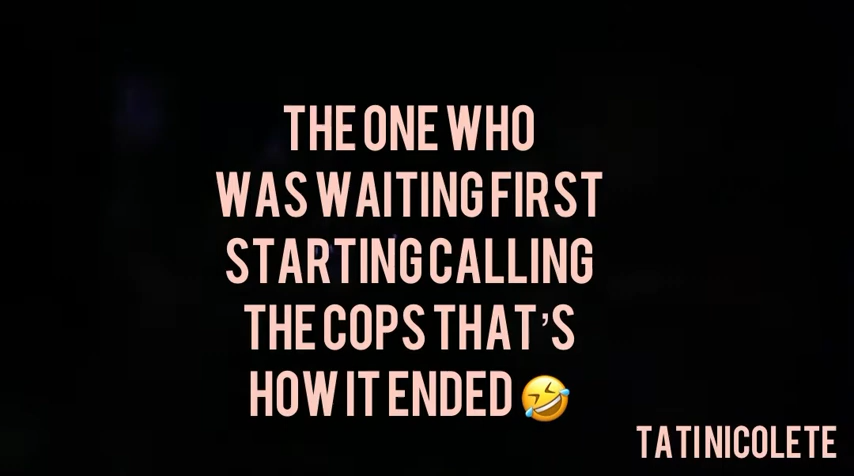 THE ONE WHO
WAS WAITING FIRST
STARTING CALLING
THE COPS THAT'S
HOW IT ENDED 🤣
TATINICOLETE